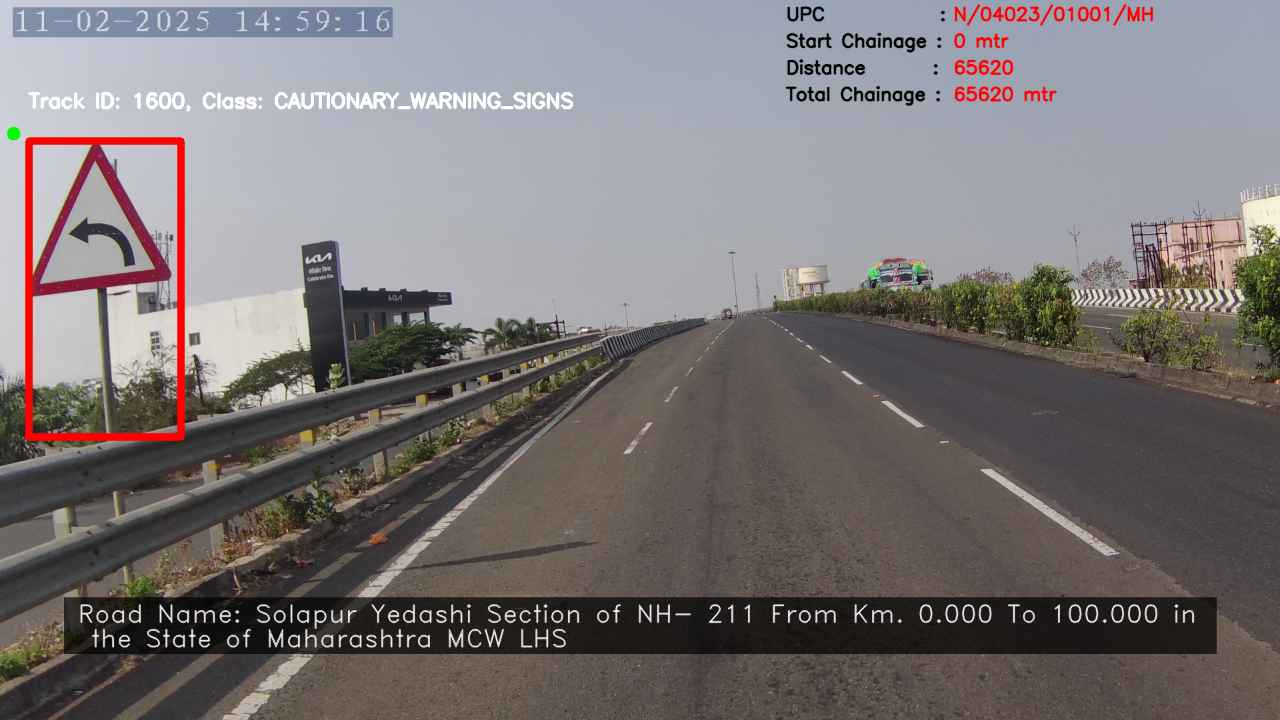 11-02-2025 14:59:16
UPC : N/04023/01001/MH
Start Chainage : 0 mtr
Distance : 65620
Total Chainage : 65620 mtr
Track ID: 1600, Class: CAUTIONARY_WARNING_SIGNS
KIA
KIA
Road Name: Solapur Yedashi Section of NH- 211 From Km. 0.000 To 100.000 in
the State of Maharashtra MCW LHS